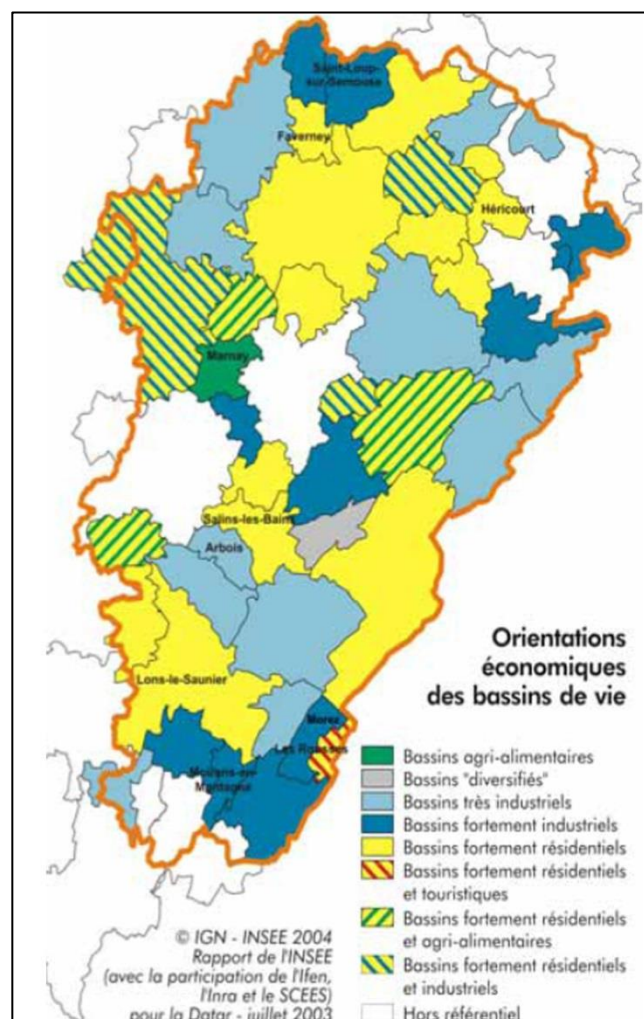 Saint-Loup-
sur-Semouse
Faverney
Héricourt
Marnay
Salins-les-Bains
Arbois
Lons-le-Saunier
Morez
Les Rousses
Moirans-en-
Montagne
Orientations
économiques
des bassins de vie
Bassins agri-alimentaires
Bassins "diversifiés"
Bassins très industriels
Bassins fortement industriels
Bassins fortement résidentiels
Bassins fortement résidentiels
et touristiques
Bassins fortement résidentiels
et agri-alimentaires
Bassins fortement résidentiels
et industriels
Hors référentiel
© IGN - INSEE 2004
Rapport de l'INSEE
(avec la participation de l'Ifen,
l'Inra et le SCEES)
pour la Datar - juillet 2003